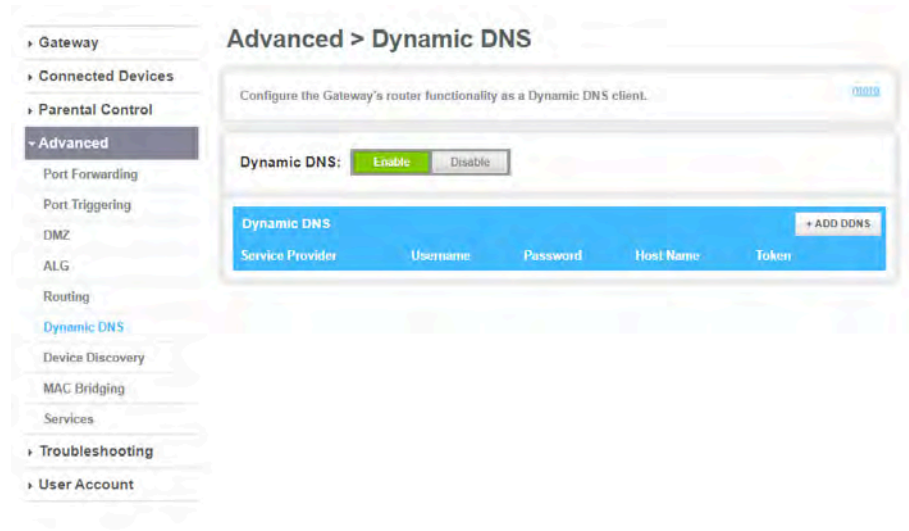 Gateway
Connected Devices
Parental Control
Advanced
Port Forwarding
Port Triggering
DMZ
ALG
Routing
Dynamic DNS
Device Discovery
MAC Bridging
Services
Troubleshooting
User Account
Advanced > Dynamic DNS
Configure the Gateway's router functionality as a Dynamic DNS client.
more
Dynamic DNS: Enable Disable
Dynamic DNS + ADD DDNS
Service Provider Username Password Host Name Token